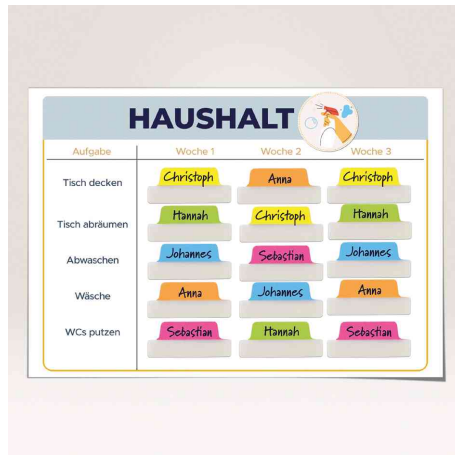 HAUSHALT
Aufgabe Woche 1 Woche 2 Woche 3
Tisch decken Christoph Anna Christoph
Tisch abräumen Hannah Christoph Hannah
Abwaschen Johannes Sebastian Johannes
Wäsche Anna Johannes Anna
WCs putzen Sebastian Hannah Sebastian